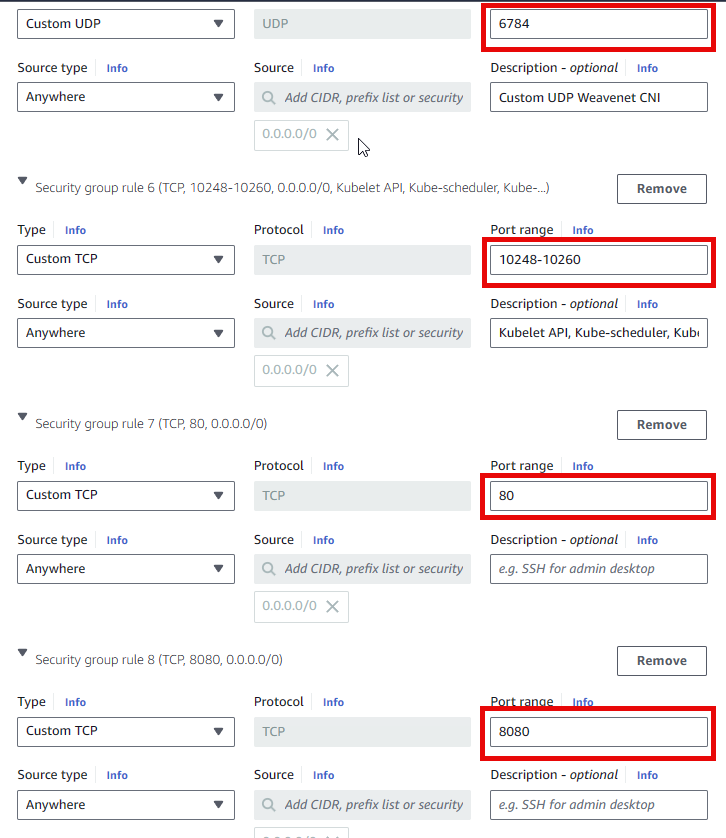 Custom UDP UDP 6784
Source type Info Source Info Description - optional Info
Anywhere Add CIDR, prefix list or security Custom UDP Weavenet CNI
0.0.0.0/0
Security group rule 6 (TCP, 10248-10260, 0.0.0.0/0, Kubelet API, Kube-scheduler, Kube-...) Remove
Type Info Protocol Info Port range Info
Custom TCP TCP 10248-10260
Source type Info Source Info Description - optional Info
Anywhere Add CIDR, prefix list or security Kubelet API, Kube-scheduler, Kube
0.0.0.0/0
Security group rule 7 (TCP, 80, 0.0.0.0/0) Remove
Type Info Protocol Info Port range Info
Custom TCP TCP 80
Source type Info Source Info Description - optional Info
Anywhere Add CIDR, prefix list or security e.g. SSH for admin desktop
0.0.0.0/0
Security group rule 8 (TCP, 8080, 0.0.0.0/0) Remove
Type Info Protocol Info Port range Info
Custom TCP TCP 8080
Source type Info Source Info Description - optional Info
Anywhere Add CIDR, prefix list or security e.g. SSH for admin desktop